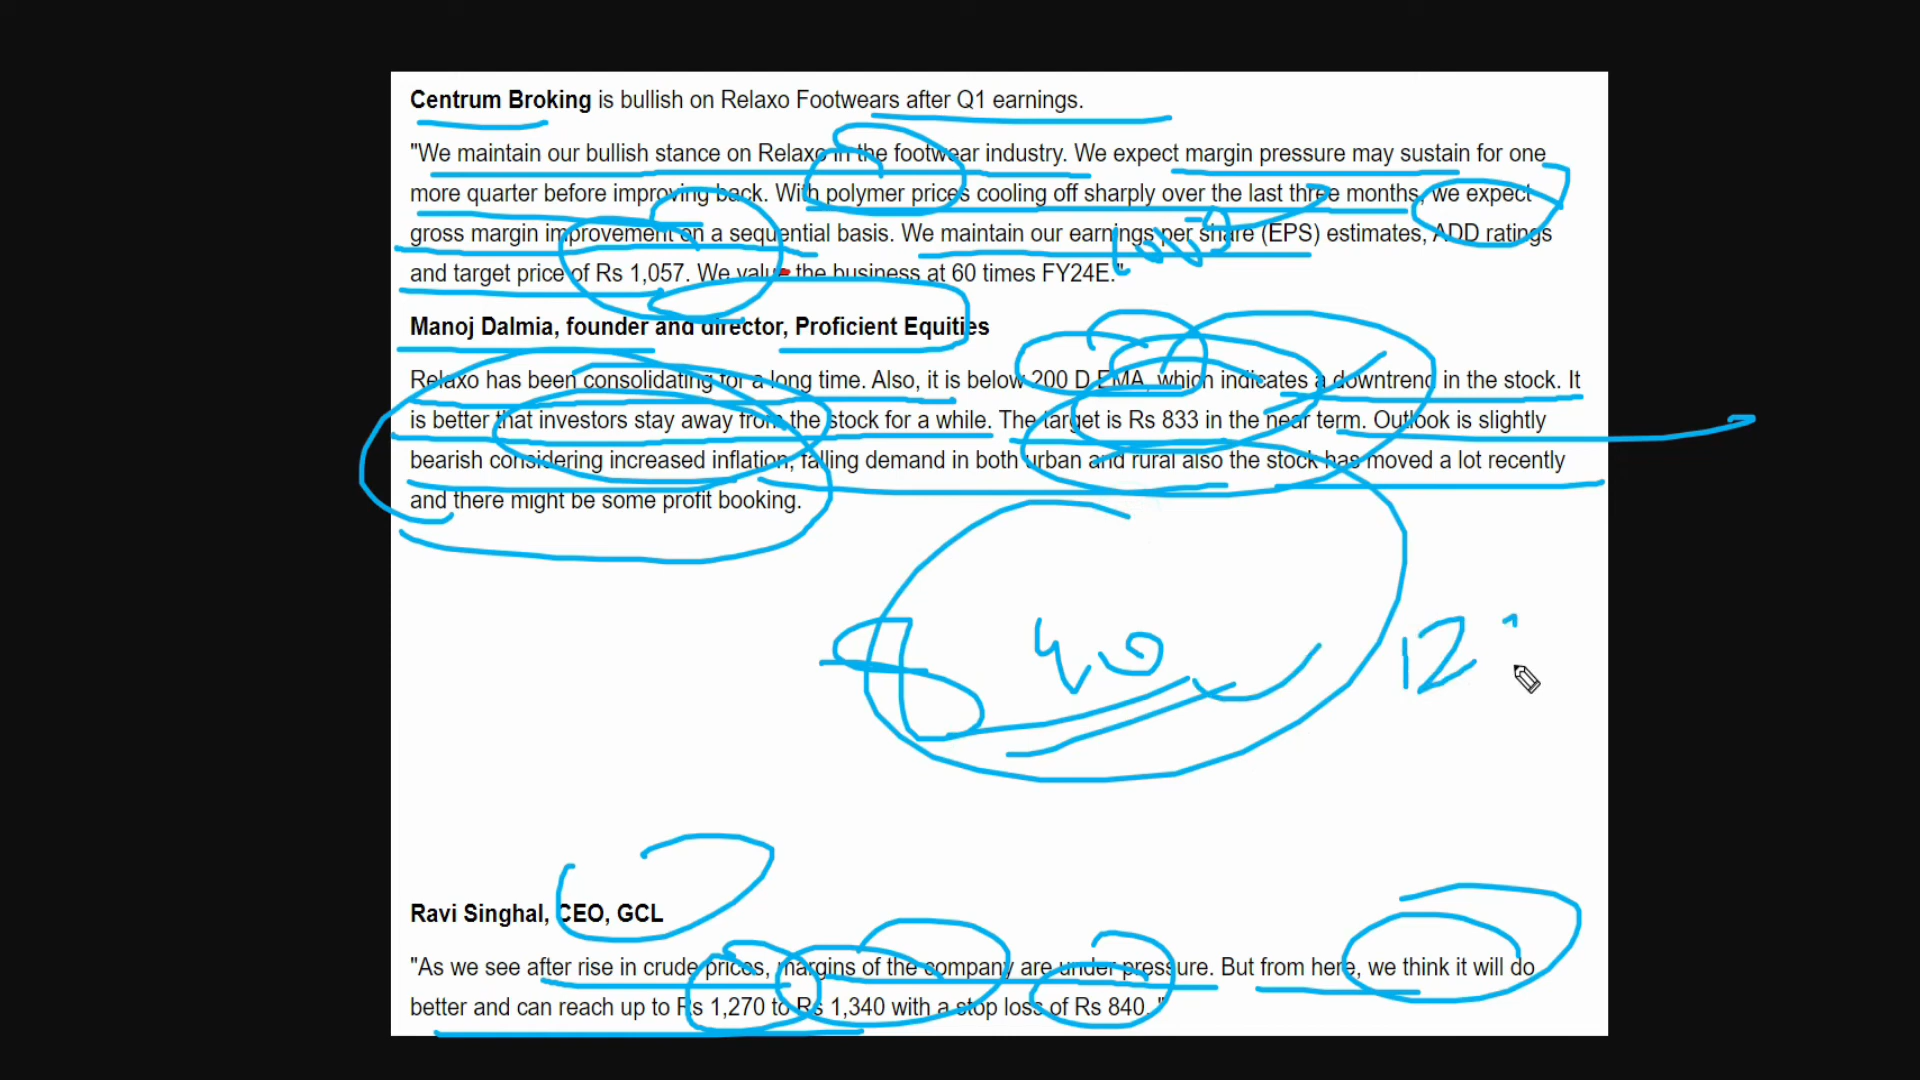 Centrum Broking is bullish on Relaxo Footwears after Q1 earnings.
"We maintain our bullish stance on Relaxo in the footwear industry. We expect margin pressure may sustain for one
more quarter before improving back. With polymer prices cooling off sharply over the last three months, we expect
gross margin improvement on a sequential basis. We maintain our earnings per share (EPS) estimates, ADD ratings
and target price of Rs 1,057. We value the business at 60 times FY24E."
Manoj Dalmia, founder and director, Proficient Equities
Relaxo has been consolidating for a long time. Also, it is below 200 D EMA, which indicates a downtrend in the stock. It
is better that investors stay away from the stock for a while. The target is Rs 833 in the near term. Outlook is slightly
bearish considering increased inflation, falling demand in both urban and rural also the stock has moved a lot recently
and there might be some profit booking.
40
12
Ravi Singhal, CEO, GCL
"As we see after rise in crude prices, margins of the company are under pressure. But from here, we think it will do
better and can reach up to Rs 1,270 to Rs 1,340 with a stop loss of Rs 840."